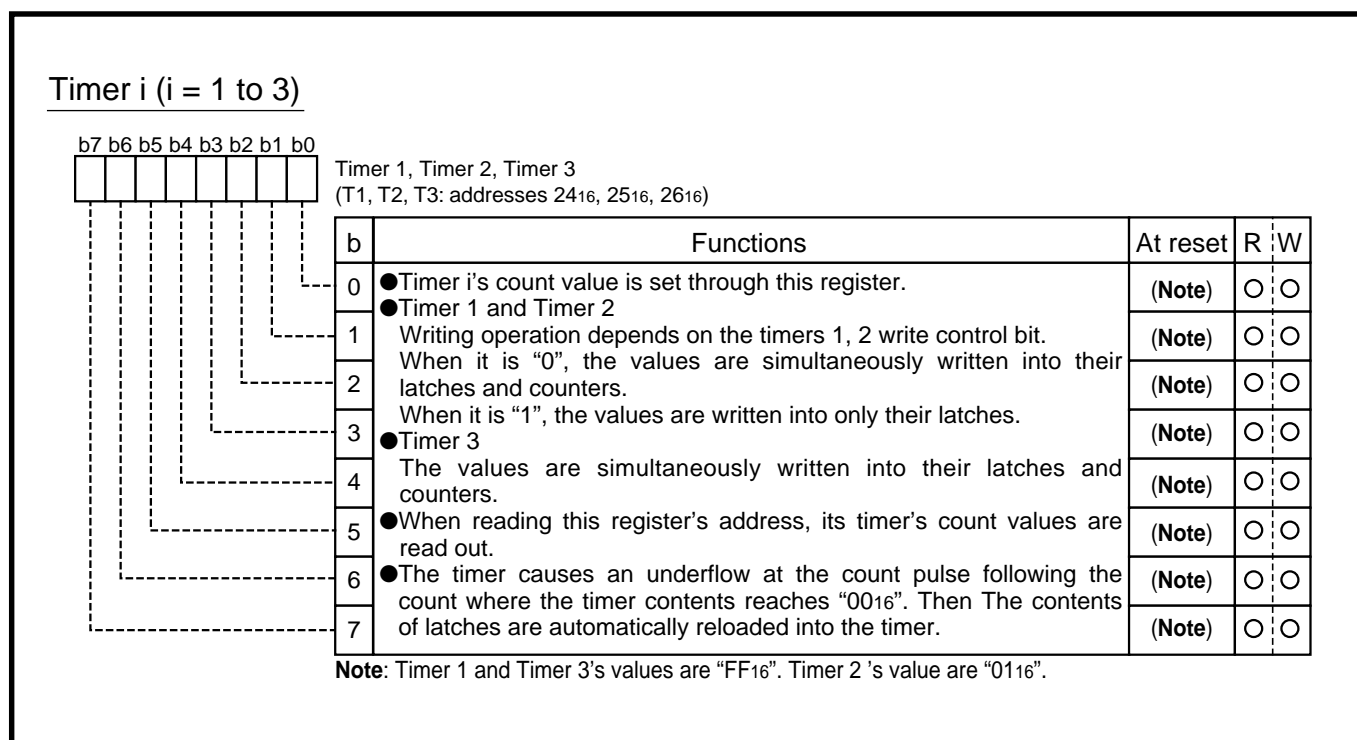 Timer i (i = 1 to 3)
b7 b6 b5 b4 b3 b2 b1 b0
Timer 1, Timer 2, Timer 3
(T1, T2, T3: addresses 2416, 2516, 2616)
b Functions At reset R W
0 ●Timer i’s count value is set through this register. (Note) ○ ○
●Timer 1 and Timer 2
1 Writing operation depends on the timers 1, 2 write control bit. (Note) ○ ○
When it is “0”, the values are simultaneously written into their
2 latches and counters. (Note) ○ ○
When it is “1”, the values are written into only their latches.
3 ●Timer 3 (Note) ○ ○
The values are simultaneously written into their latches and
4 counters. (Note) ○ ○
●When reading this register’s address, its timer’s count values are
5 read out. (Note) ○ ○
●The timer causes an underflow at the count pulse following the
6 count where the timer contents reaches “0016”. Then The contents (Note) ○ ○
7 of latches are automatically reloaded into the timer. (Note) ○ ○
Note: Timer 1 and Timer 3’s values are “FF16”. Timer 2 ’s value are “0116”.